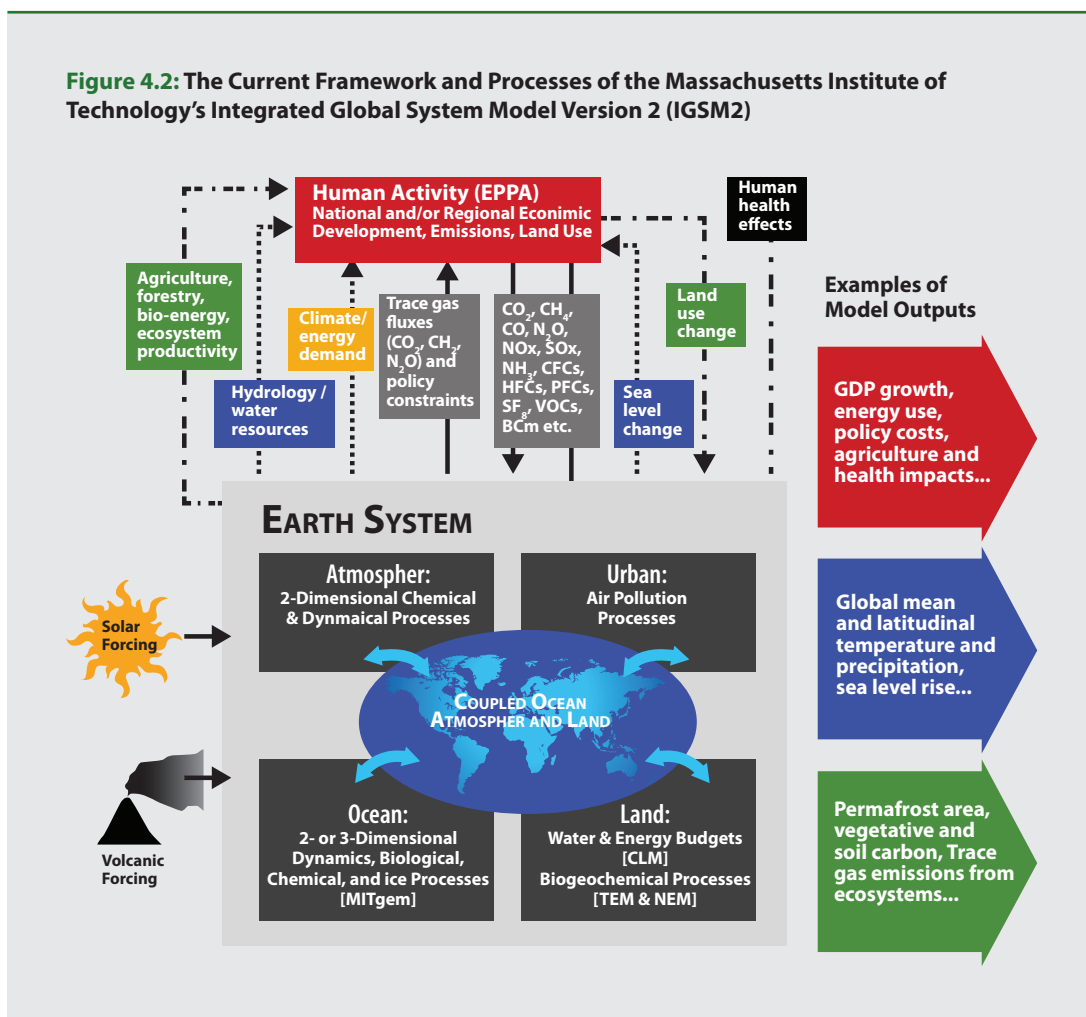 Figure 4.2: The Current Framework and Processes of the Massachusetts Institute of
Technology's Integrated Global System Model Version 2 (IGSM2)
Human Activity (EPPA)
National and/or Regional Econimic
Development, Emissions, Land Use
Human
health
effects
Agriculture,
forestry,
bio-energy,
ecosystem
productivity
Hydrology /
water
resources
Climate/
energy
demand
Trace gas
fluxes
(CO₂, CH₂,
N₂O) and
policy
constraints
CO₂, CH₄,
CO, N₂O,
NOx, SOx,
NH₃, CFCs,
HFCs, PFCs,
SF₈, VOCs,
BCm etc.
Sea
level
change
Land
use
change
Examples of
Model Outputs
GDP growth,
energy use,
policy costs,
agriculture and
health impacts...
Global mean
and latitudinal
temperature and
precipitation,
sea level rise...
Permafrost area,
vegetative and
soil carbon, Trace
gas emissions from
ecosystems...
EARTH SYSTEM
Atmospher:
2-Dimensional Chemical
& Dynmaical Processes
Urban:
Air Pollution
Processes
Solar
Forcing
COUPLED OCEAN
ATMOSPHER AND LAND
Volcanic
Forcing
Ocean:
2- or 3-Dimensional
Dynamics, Biological,
Chemical, and ice Processes
[MITgem]
Land:
Water & Energy Budgets
[CLM]
Biogeochemical Processes
[TEM & NEM]